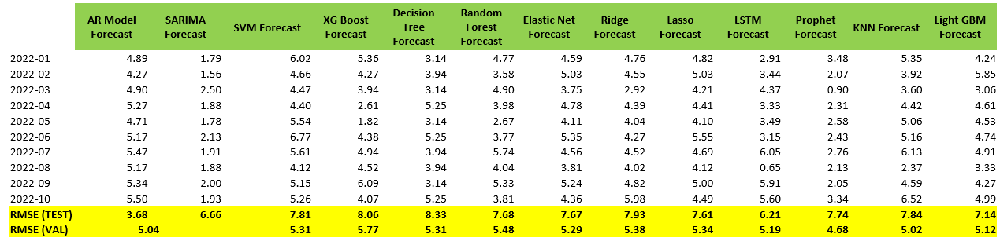 AR Model Forecast SARIMA Forecast SVM Forecast XG Boost Forecast Decision Tree Forecast Random Forest Forecast Elastic Net Forecast Ridge Forecast Lasso Forecast LSTM Forecast Prophet Forecast KNN Forecast Light GBM Forecast
2022-01 4.89 1.79 6.02 5.36 3.14 4.77 4.59 4.76 4.82 2.91 3.48 5.35 4.24
2022-02 4.27 1.56 4.66 4.27 3.94 3.58 5.03 4.55 5.03 3.44 2.07 3.92 5.85
2022-03 4.90 2.50 4.47 3.94 3.14 4.90 3.75 2.92 4.21 4.37 0.90 3.60 3.06
2022-04 5.27 1.88 4.40 2.61 5.25 3.98 4.78 4.39 4.41 3.33 2.31 4.42 4.61
2022-05 4.71 1.78 5.54 1.82 3.14 2.67 4.11 4.04 4.10 3.49 2.58 5.06 4.53
2022-06 5.17 2.13 6.77 4.38 5.25 3.77 5.35 4.27 5.55 3.15 2.43 5.16 4.74
2022-07 5.47 1.91 5.61 4.94 3.94 5.74 4.56 4.52 4.69 6.05 2.76 6.13 4.91
2022-08 5.17 1.88 4.12 4.52 3.94 4.04 3.81 4.02 4.12 0.65 2.13 2.37 3.33
2022-09 5.34 2.00 5.15 6.09 3.14 5.33 5.24 4.82 5.00 5.91 2.05 4.59 4.27
2022-10 5.50 1.93 5.26 4.07 5.25 3.81 4.36 5.98 4.49 5.60 3.34 6.52 4.99
RMSE (TEST) 3.68 6.66 7.81 8.06 8.33 7.68 7.67 7.93 7.61 6.21 7.74 7.84 7.14
RMSE (VAL) 5.04 5.31 5.77 5.31 5.48 5.29 5.38 5.34 5.19 4.68 5.02 5.12